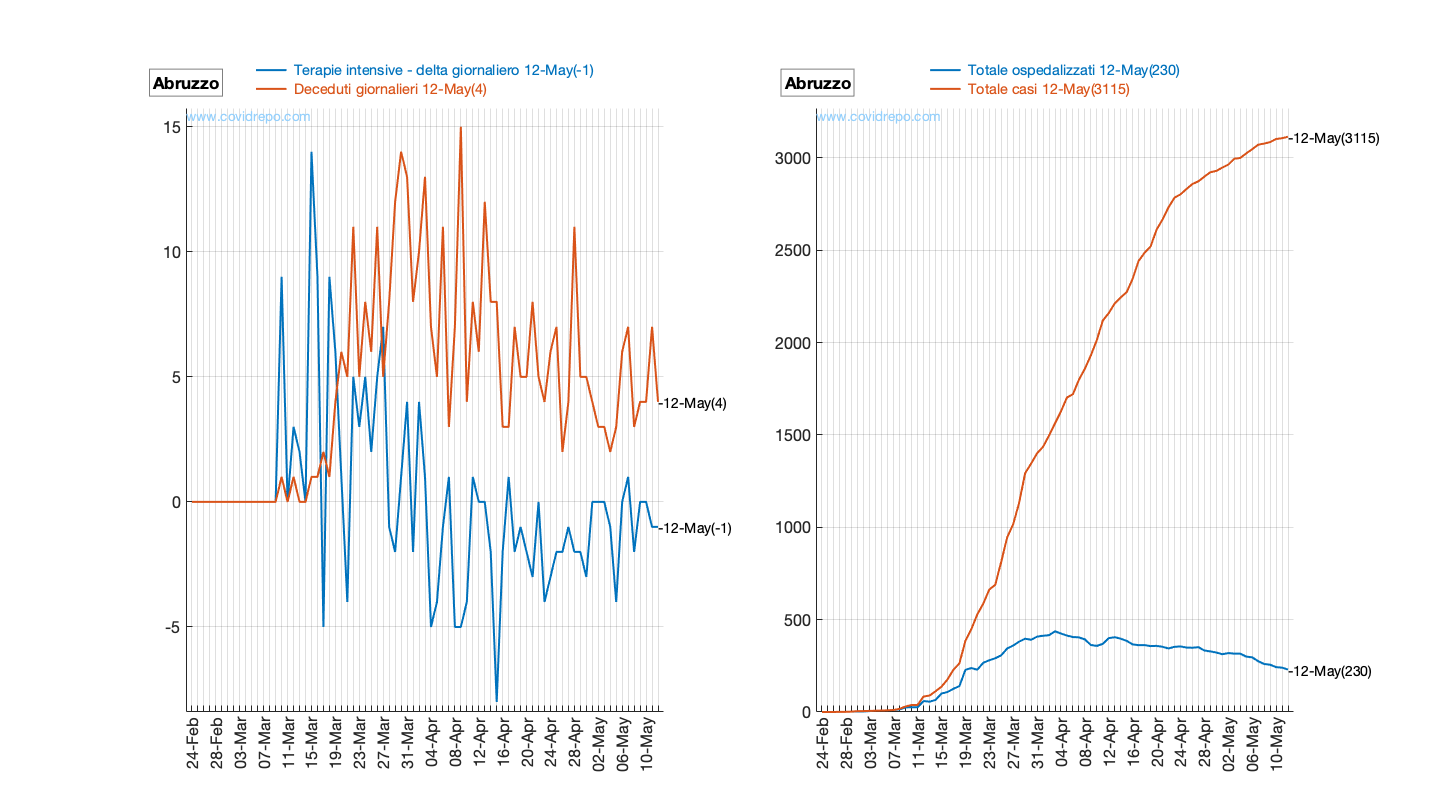 Abruzzo
Terapie intensive - delta giornaliero 12-May(-1)
Deceduti giornalieri 12-May(4)
www.covidrepo.com
15
10
5
0
-5
-12-May(4)
-12-May(-1)
24-Feb
28-Feb
03-Mar
07-Mar
11-Mar
15-Mar
19-Mar
23-Mar
27-Mar
31-Mar
04-Apr
08-Apr
12-Apr
16-Apr
20-Apr
24-Apr
28-Apr
02-May
06-May
10-May
Abruzzo
Totale ospedalizzati 12-May(230)
Totale casi 12-May(3115)
www.covidrepo.com
3000
2500
2000
1500
1000
500
0
-12-May(3115)
-12-May(230)
24-Feb
28-Feb
03-Mar
07-Mar
11-Mar
15-Mar
19-Mar
23-Mar
27-Mar
31-Mar
04-Apr
08-Apr
12-Apr
16-Apr
20-Apr
24-Apr
28-Apr
02-May
06-May
10-May